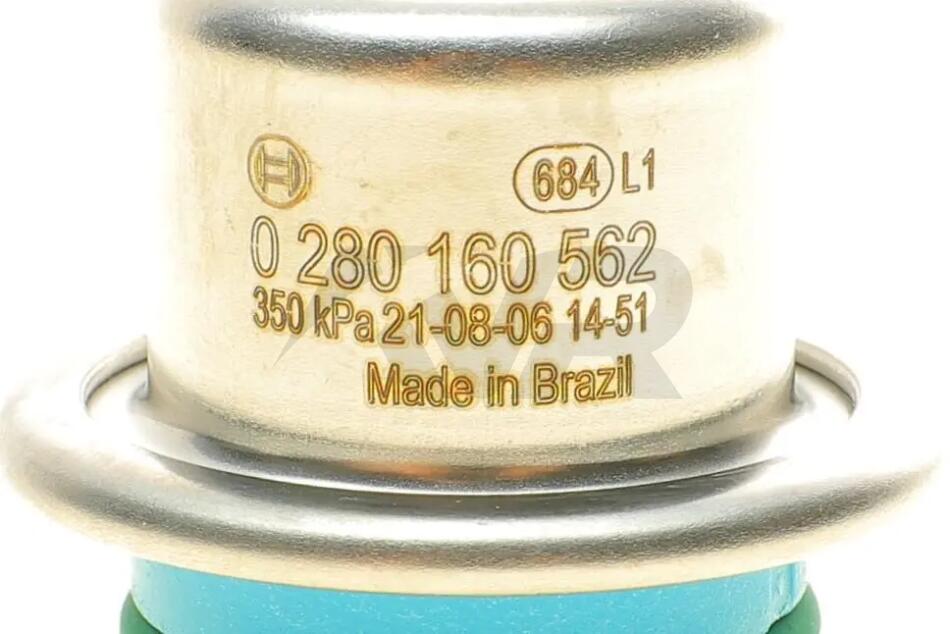 684 L1
0 280 160 562
350 kPa 21-08-06 14-51
Made in Brazil